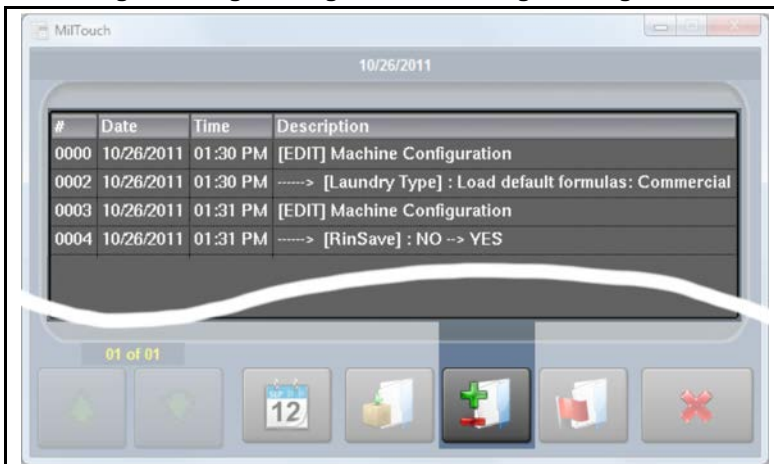 MilTouch
10/26/2011
# Date Time Description
0000 10/26/2011 01:30 PM [EDIT] Machine Configuration
0002 10/26/2011 01:30 PM -----> [Laundry Type] : Load default formulas: Commercial
0003 10/26/2011 01:31 PM [EDIT] Machine Configuration
0004 10/26/2011 01:31 PM -----> [RinSave] : NO --> YES
01 of 01
12